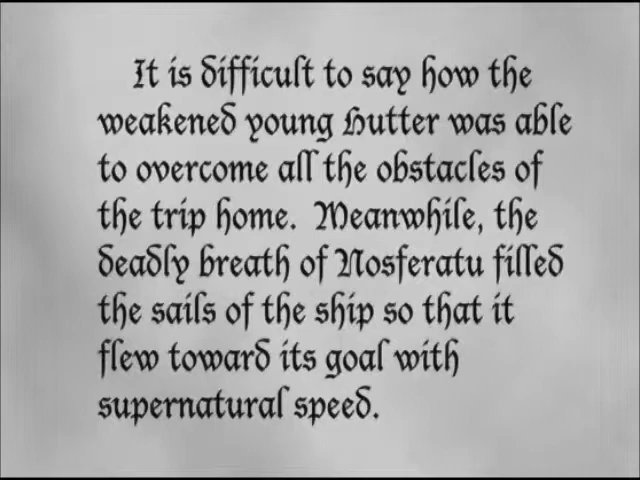 It is difficult to say how the
weakened young Hutter was able
to overcome all the obstacles of
the trip home.  Meanwhile, the
deadly breath of Nosferatu filled
the sails of the ship so that it
flew toward its goal with
supernatural speed.